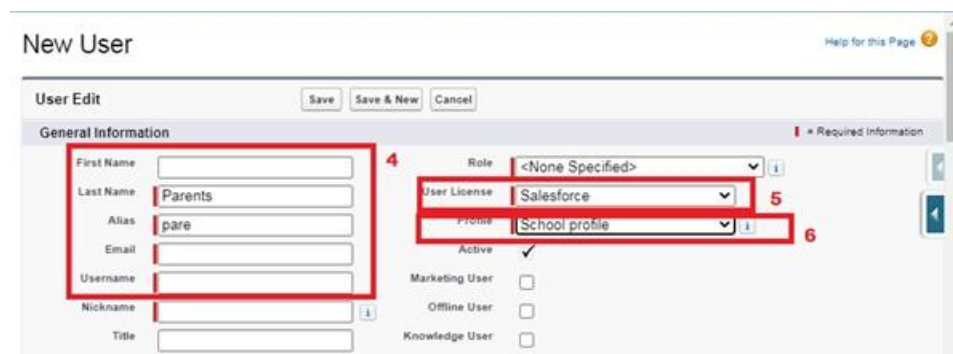 New User
Help for this Page
User Edit
Save
Save & New
Cancel
General Information
= Required Information
First Name
4
Role
<None Specified>
Last Name
Parents
User License
Salesforce
5
Alias
pare
Profile
School profile
6
Email
Active
Username
Marketing User
Nickname
Offline User
Title
Knowledge User